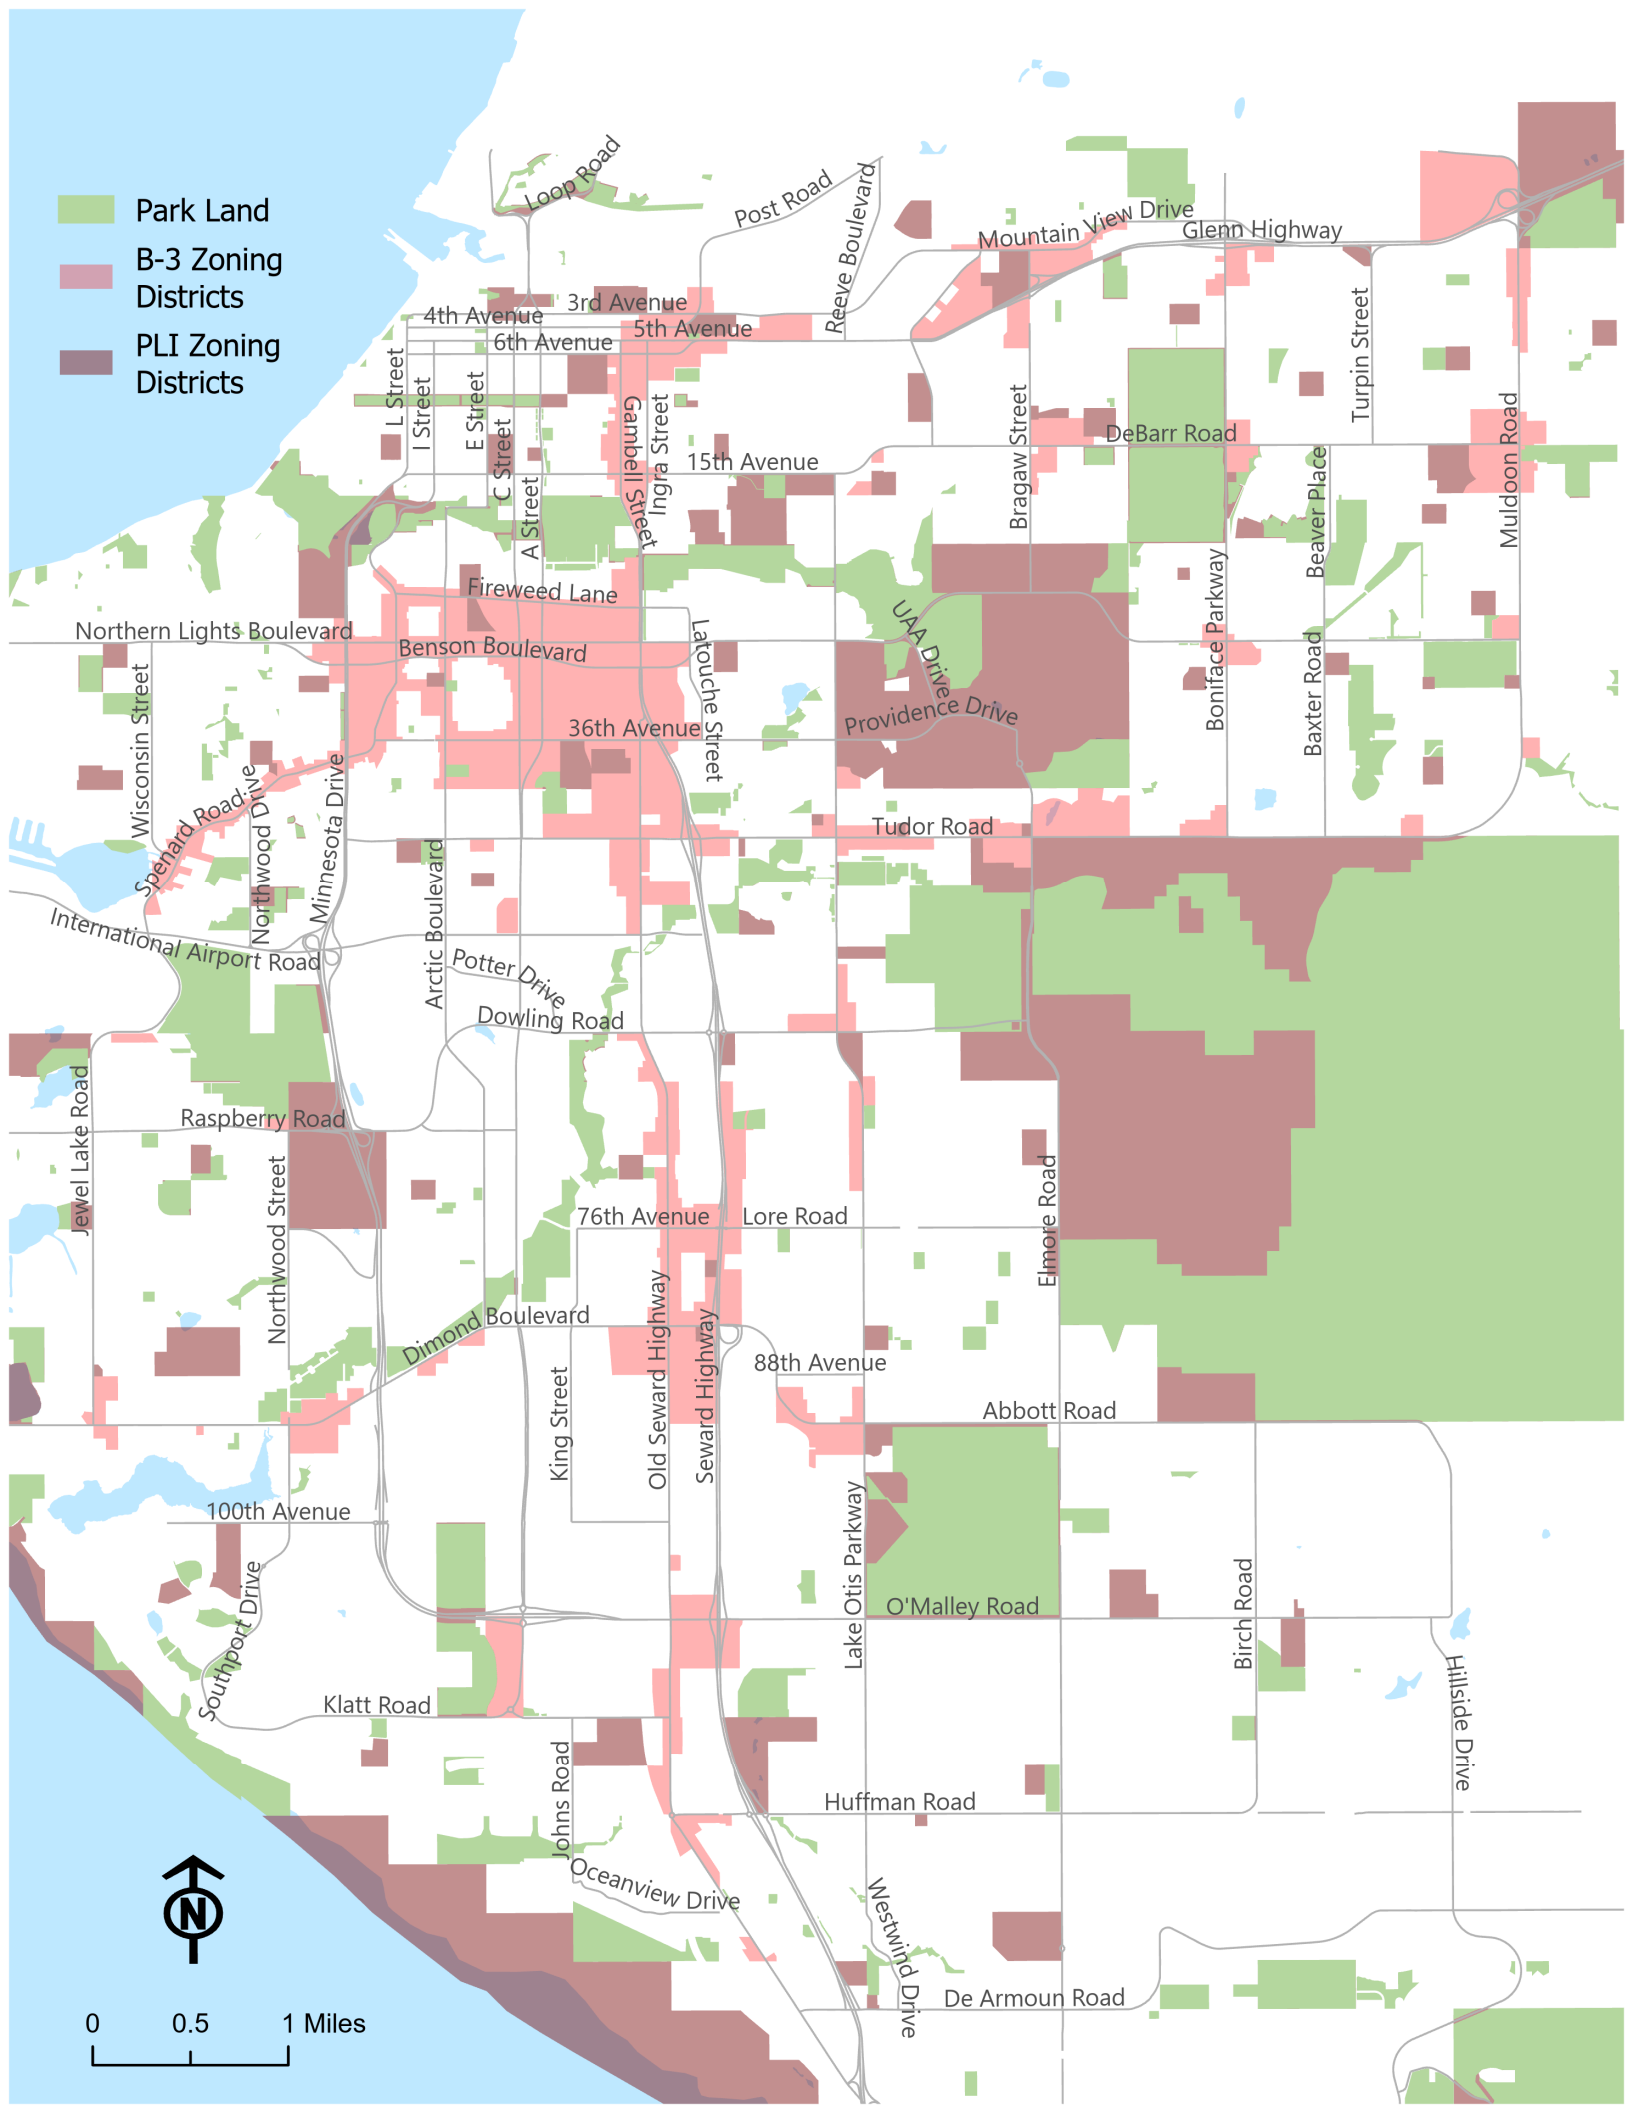 Loop Road
Post Road
Reeve Boulevard
Mountain View Drive
Glenn Highway
Park Land
B-3 Zoning
Districts
PLI Zoning
Districts
3rd Avenue
4th Avenue
5th Avenue
6th Avenue
L Street
I Street
E Street
C Street
A Street
Gambell Street
Ingra Street
15th Avenue
Bragaw Street
DeBarr Road
Turpin Street
Muldoon Road
Beaver Place
Boniface Parkway
Fireweed Lane
Northern Lights Boulevard
Benson Boulevard
Latouche Street
UAA Drive
Providence Drive
Baxter Road
Wisconsin Street
36th Avenue
Spenard Road
Northwood Drive
Minnesota Drive
Tudor Road
Arctic Boulevard
International Airport Road
Potter Drive
Dowling Road
Jewel Lake Road
Raspberry Road
Northwood Street
76th Avenue
Lore Road
Elmore Road
Dimond Boulevard
Old Seward Highway
Seward Highway
King Street
88th Avenue
Abbott Road
100th Avenue
Lake Otis Parkway
O'Malley Road
Birch Road
Southport Drive
Hillside Drive
Klatt Road
Johns Road
Huffman Road
Oceanview Drive
Westwind Drive
De Armoun Road
N
0 0.5 1 Miles